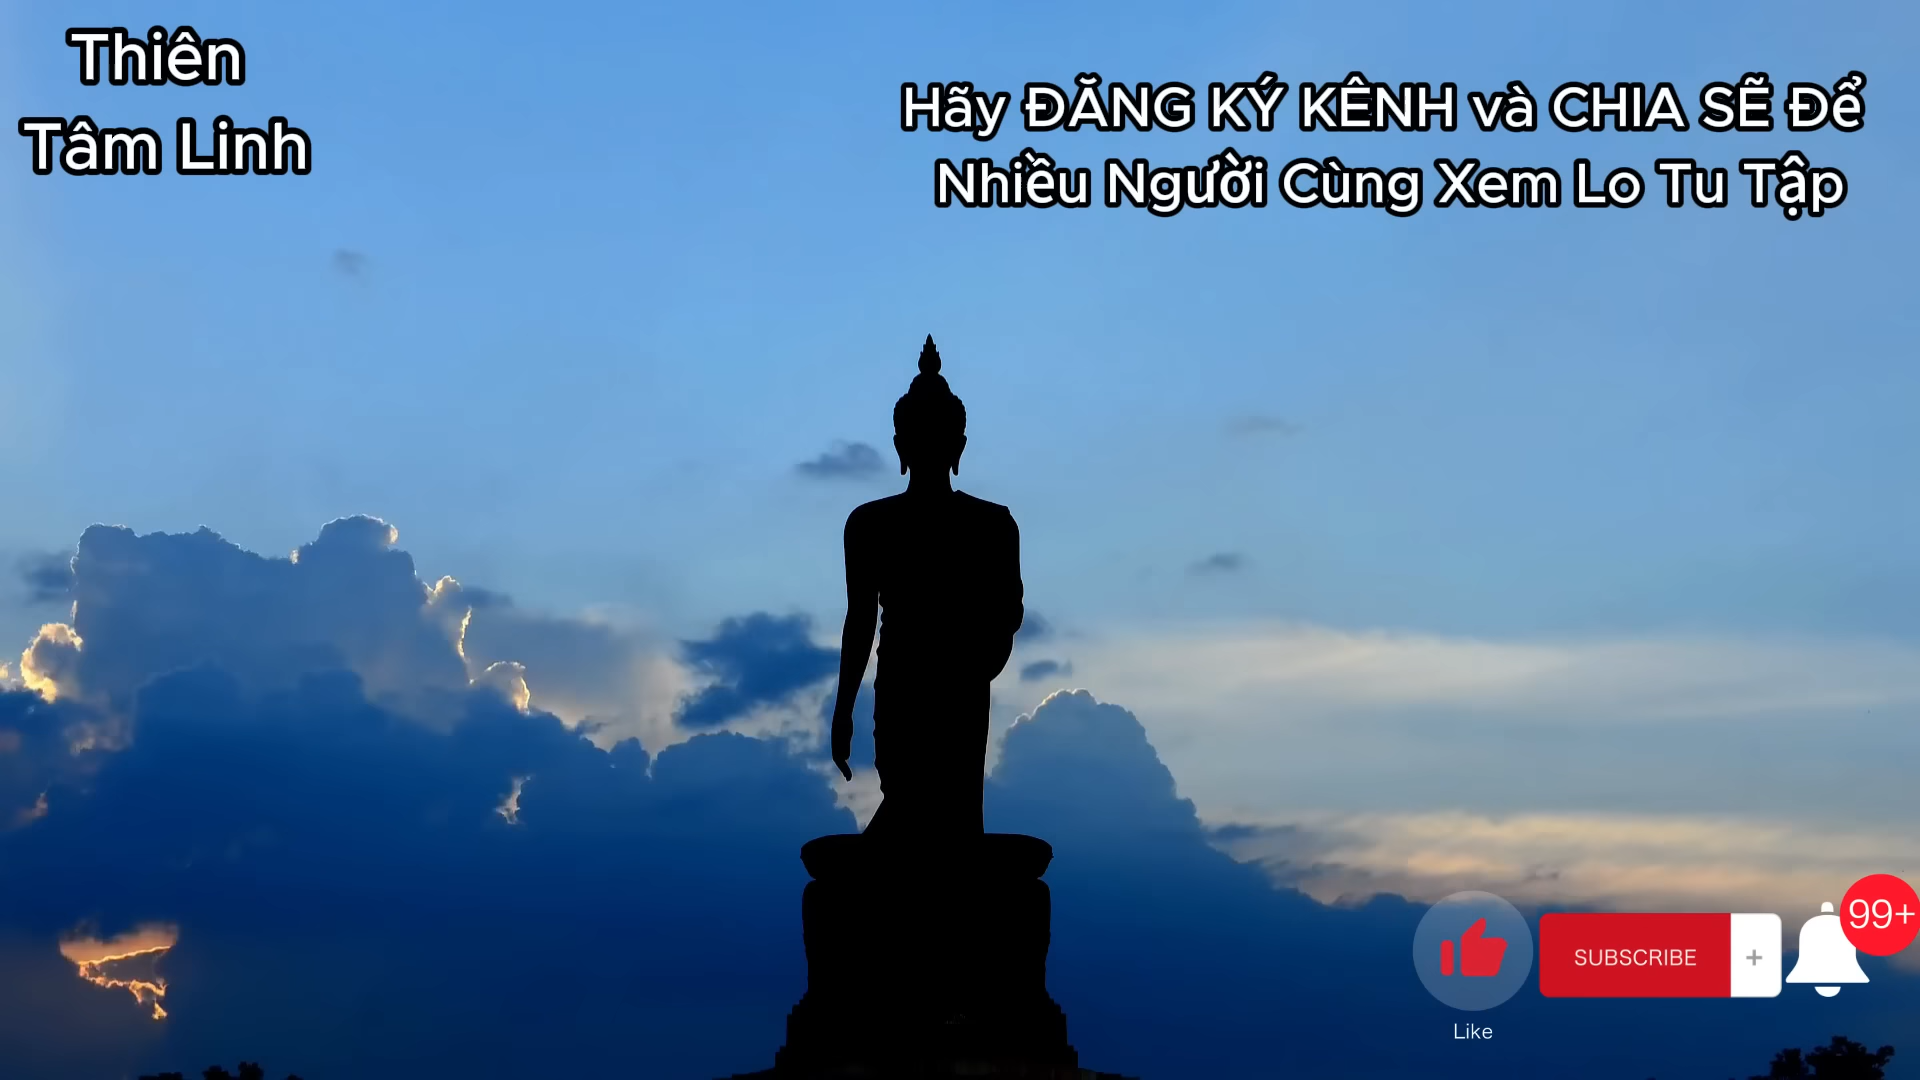 Thiên
Tâm Linh
Hãy ĐĂNG KÝ KÊNH và CHIA SẼ Để
Nhiều Người Cùng Xem Lo Tu Tập
99+
SUBSCRIBE +
Like